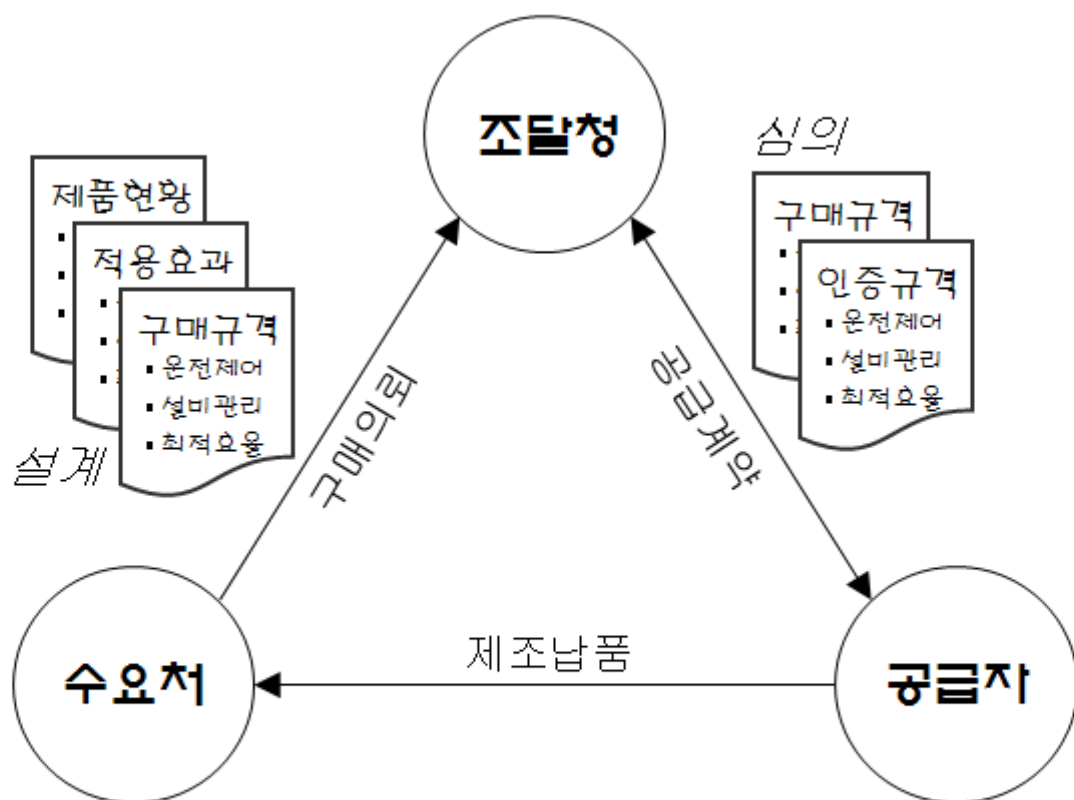 조달청
심의
제품현황
적용효과
구매규격
▪ 운전제어
▪ 설비관리
▪ 최적효율
설계
구매규격
인증규격
▪ 운전제어
▪ 설비관리
▪ 최적효율
구매의뢰
공급계약
제조납품
수요처
공급자